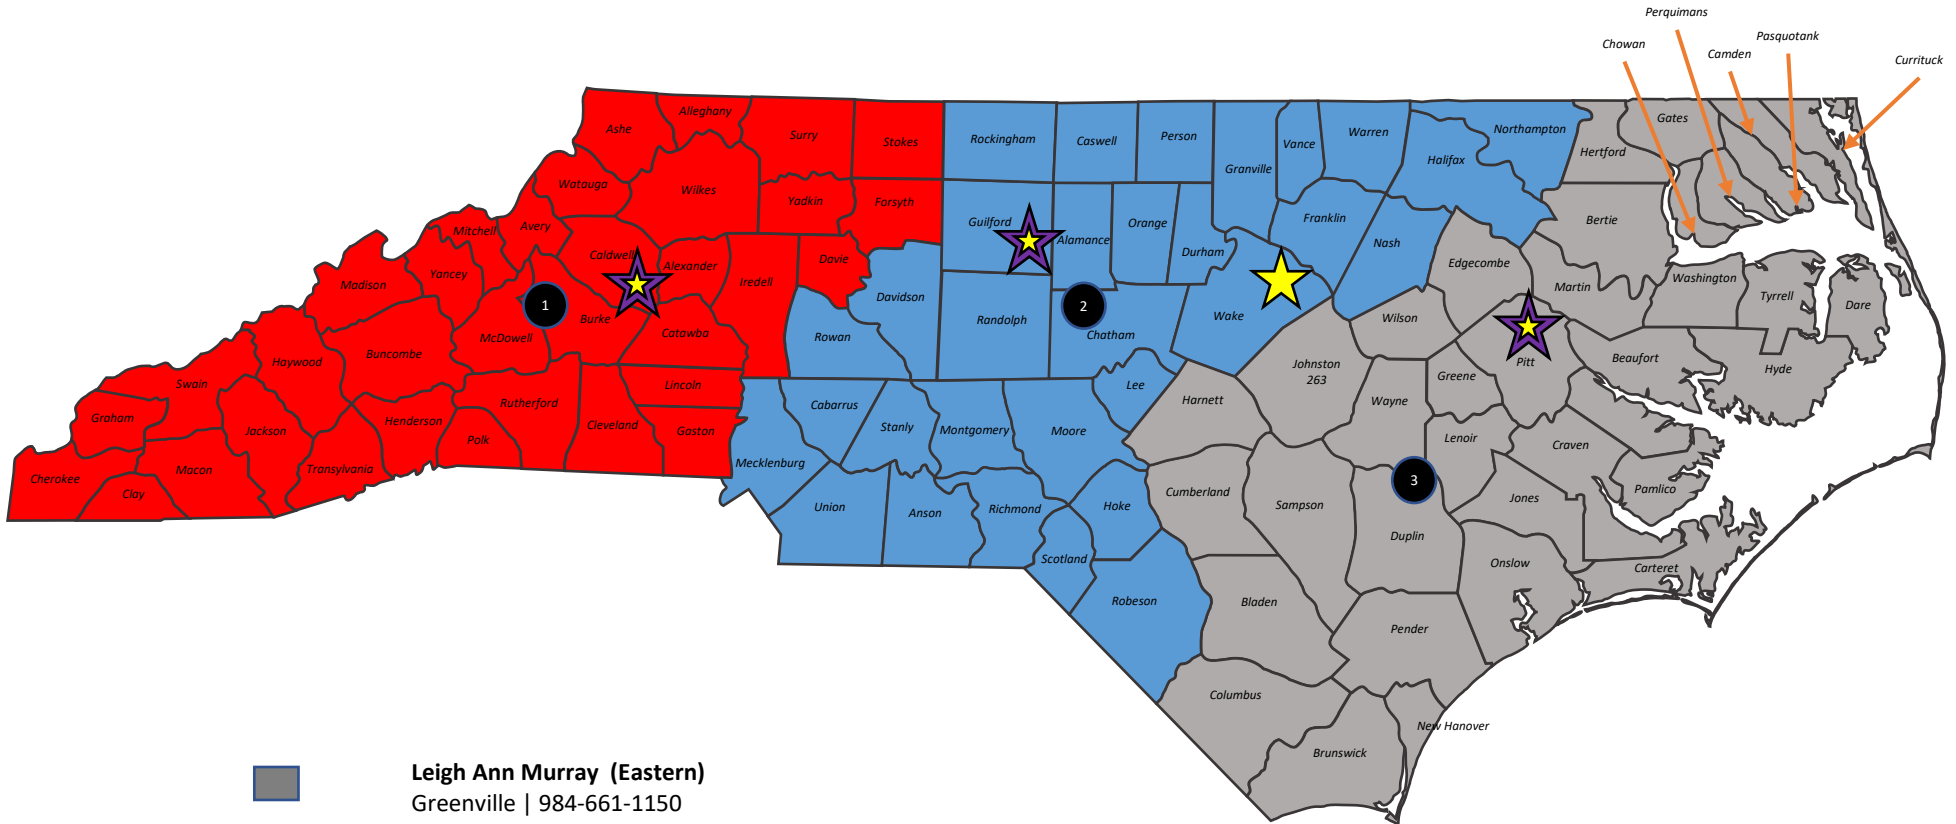 Perquimans
Pasquotank
Chowan
Camden
Currituck
Alleghany
Ashe
Surry
Stokes
Rockingham
Caswell
Person
Vance
Warren
Northampton
Gates
Halifax
Hertford
Granville
Watauga
Wilkes
Yadkin
Forsyth
Guilford
Orange
Franklin
Bertie
Mitchell
Avery
Alamance
Durham
Nash
Caldwell
Alexander
Davie
Edgecombe
Yancey
Iredell
Washington
Madison
Davidson
Martin
Tyrrell
Dare
1
2
Burke
Randolph
Wake
Wilson
McDowell
Catawba
Rowan
Chatham
Buncombe
Haywood
Johnston
263
Pitt
Beaufort
Hyde
Swain
Lincoln
Lee
Greene
Rutherford
Cabarrus
Harnett
Wayne
Graham
Henderson
Cleveland
Gaston
Stanly
Montgomery
Moore
Jackson
Polk
Lenoir
Craven
Macon
Transylvania
Mecklenburg
Cherokee
Clay
Cumberland
3
Pamlico
Union
Anson
Richmond
Hoke
Sampson
Jones
Duplin
Scotland
Onslow
Carteret
Robeson
Bladen
Pender
Columbus
New Hanover
Brunswick
Leigh Ann Murray (Eastern)
Greenville | 984-661-1150